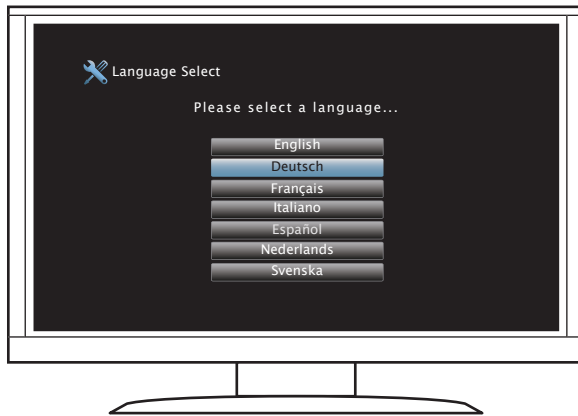 Language Select
Please select a language...
English
Deutsch
Français
Italiano
Español
Nederlands
Svenska